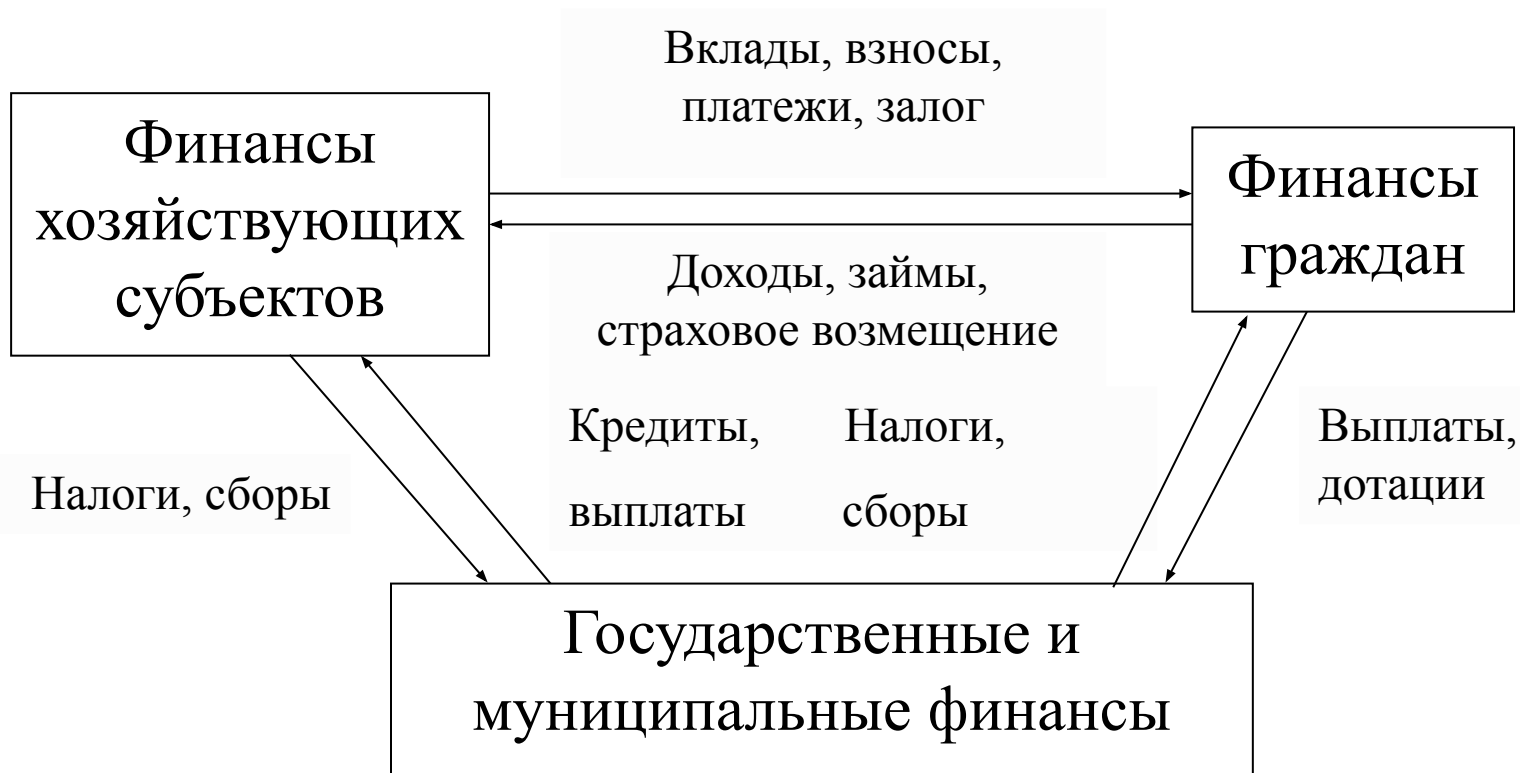 Вклады, взносы,
платежи, залог
Финансы
хозяйствующих
субъектов
Финансы
граждан
Доходы, займы,
страховое возмещение
Кредиты,
выплаты
Налоги,
сборы
Выплаты,
дотации
Налоги, сборы
Государственные и
муниципальные финансы